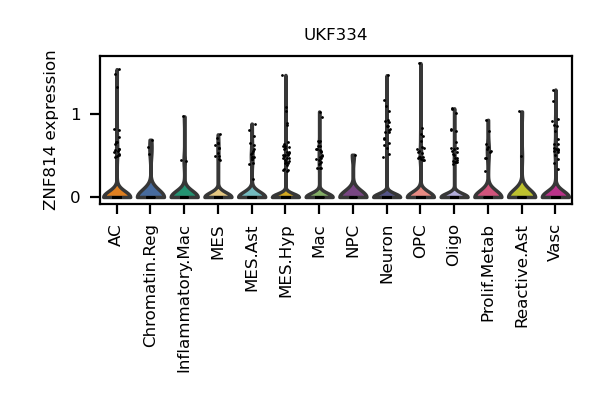 UKF334
ZNF814 expression
1
0
AC
Chromatin.Reg
Inflammatory.Mac
MES
MES.Ast
MES.Hyp
Mac
NPC
Neuron
OPC
Oligo
Prolif.Metab
Reactive.Ast
Vasc